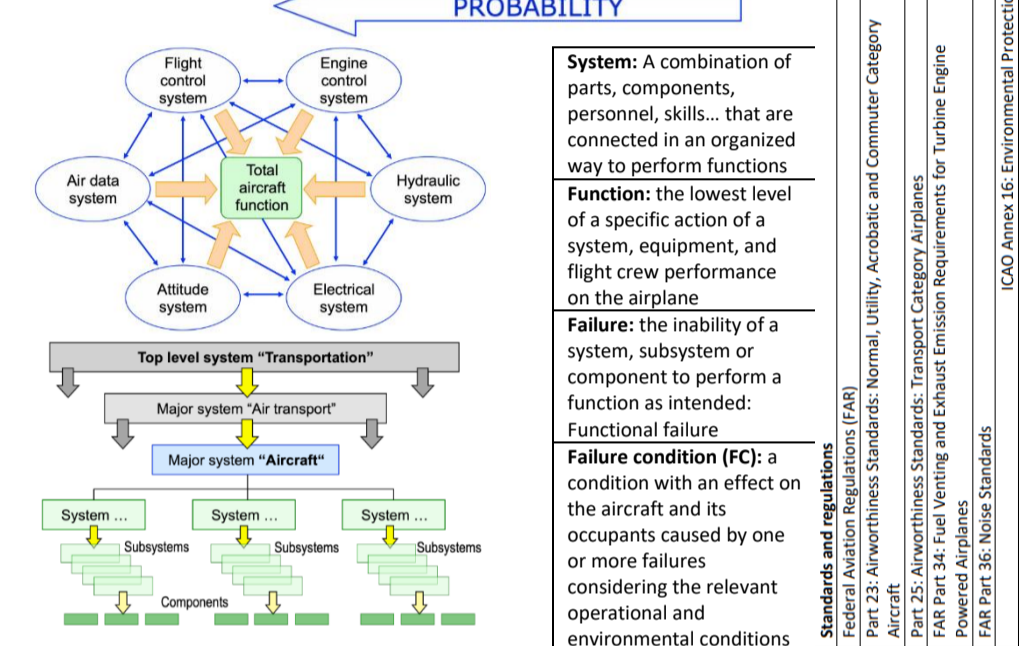 PROBABILITY
Flight
control
system
Engine
control
system
Air data
system
Total
aircraft
function
Hydraulic
system
Attitude
system
Electrical
system
Top level system “Transportation”
Major system “Air transport”
Major system “Aircraft“
System ...
System ...
System ...
Subsystems
Subsystems
Subsystems
Components
System: A combination of
parts, components,
personnel, skills... that are
connected in an organized
way to perform functions
Function: the lowest level
of a specific action of a
system, equipment, and
flight crew performance
on the airplane
Failure: the inability of a
system, subsystem or
component to perform a
function as intended:
Functional failure
Failure condition (FC): a
condition with an effect on
the aircraft and its
occupants caused by one
or more failures
considering the relevant
operational and
environmental conditions
Standards and regulations
Federal Aviation Regulations (FAR)
Part 23: Airworthiness Standards: Normal, Utility, Acrobatic and Commuter Category
Aircraft
Part 25: Airworthiness Standards: Transport Category Airplanes
FAR Part 34: Fuel Venting and Exhaust Emission Requirements for Turbine Engine
Powered Airplanes
FAR Part 36: Noise Standards
ICAO Annex 16: Environmental Protectio